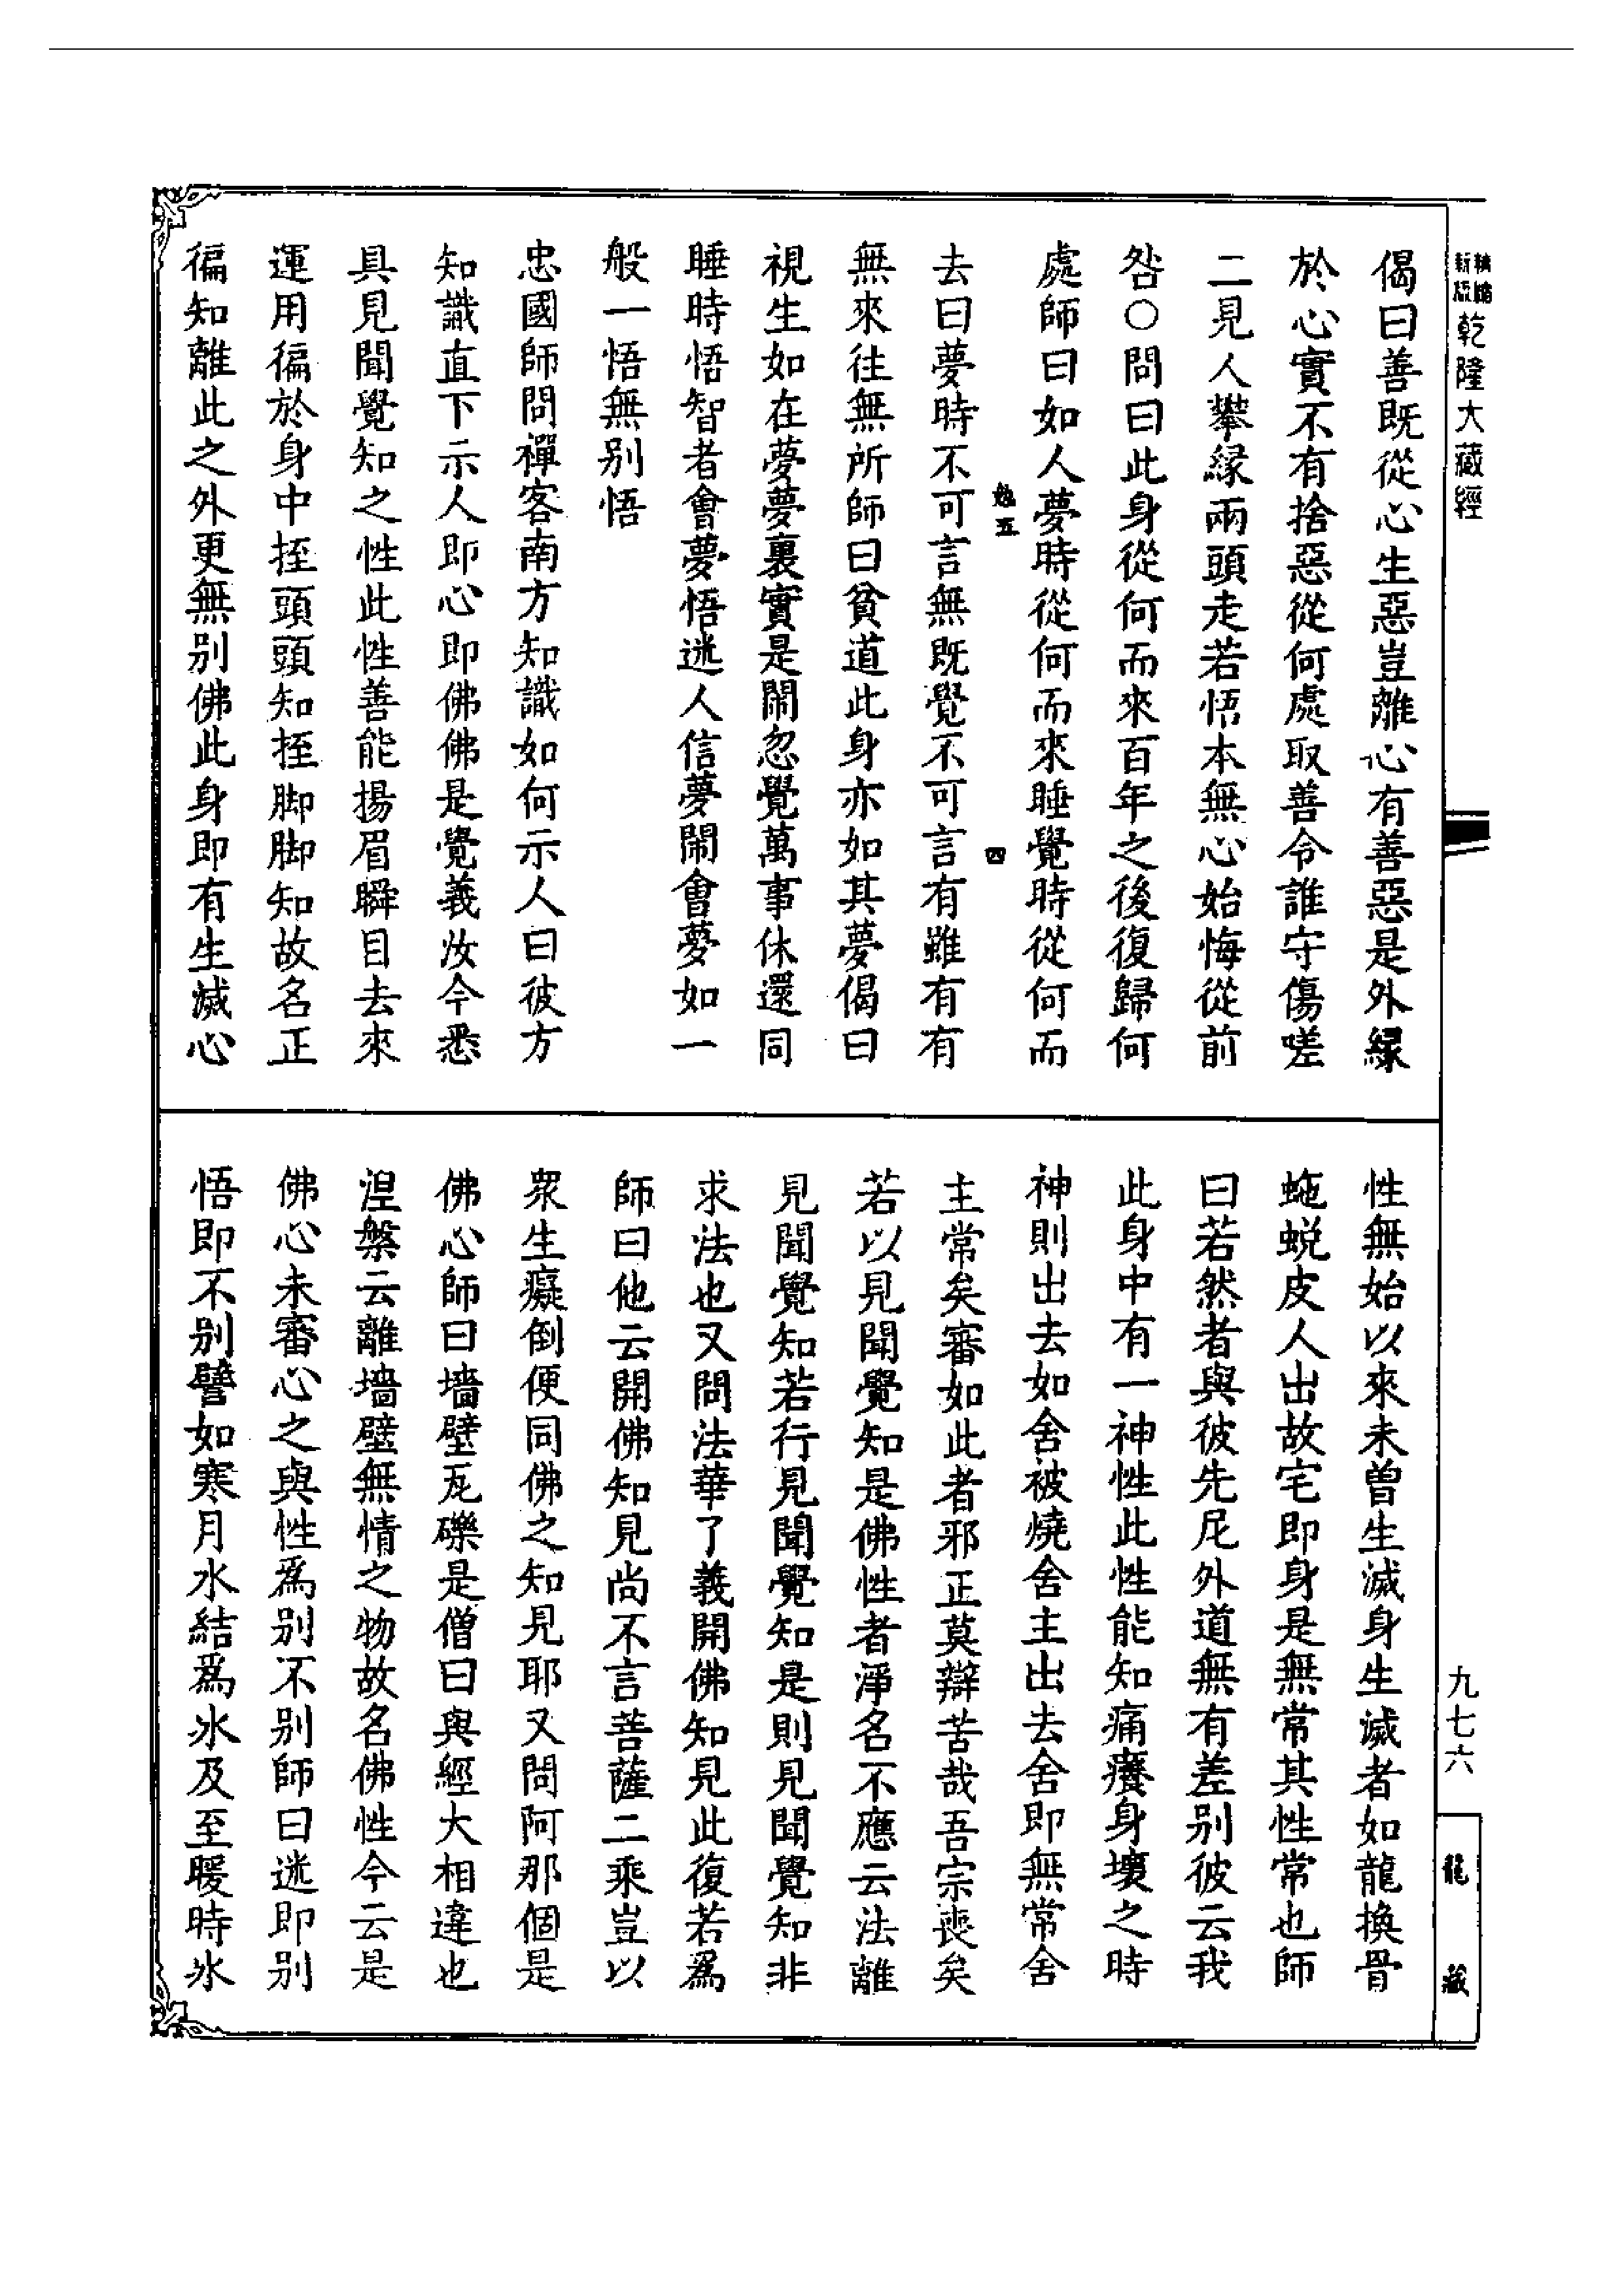 乾隆大藏經
偈曰善既從心生惡豈離心有善惡是外緣
於心實不有捨惡從何處取善令誰守傷嗟
二見人攀緣兩頭走若悟本無心始悔從前
咎○問曰此身從何而來百年之後復歸何
處師曰如人夢時從何而來睡覺時從何而
五 四
去曰夢時不可言無既覺不可言有雖有有
無來往無所師曰貧道此身亦如其夢偈曰
視生如在夢夢裏實是鬧忽覺萬事休還同
睡時悟智者會夢悟迷人信夢鬧會夢如一
般一悟無別悟
忠國師問禪客南方知識如何示人曰彼方
知識直下示人即心即佛佛是覺義汝今悉
具見聞覺知之性此性善能揚眉瞬目去來
運用徧於身中挃頭頭知挃脚脚知故名正
徧知離此之外更無别佛此身即有生滅心
性無始以來未曾生滅身生滅者如龍換骨
虵蜕皮人出故宅即身是無常其性常也師
曰若然者與彼先尼外道無有差别彼云我
此身中有一神性此性能知痛癢身壞之時
神則出去如舍被燒舍主出去舍即無常舍
主常矣審如此者邪正莫辯苦哉吾宗喪矣
若以見聞覺知是佛性者淨名不應云法離
見聞覺知若行見聞覺知是則見聞覺知非
求法也又問法華了義開佛知見此復若爲
師曰他云開佛知見尚不言菩薩二乘豈以
衆生癡倒便同佛之知見耶又問阿那個是
佛心師曰墻壁瓦礫是僧曰與經大相違也
涅槃云離墻壁無情之物故名佛性今云是
佛心未審心之與性爲别不别師曰迷即别
悟即不别譬如寒月水結爲氷及至暖時氷
九七六
龍藏